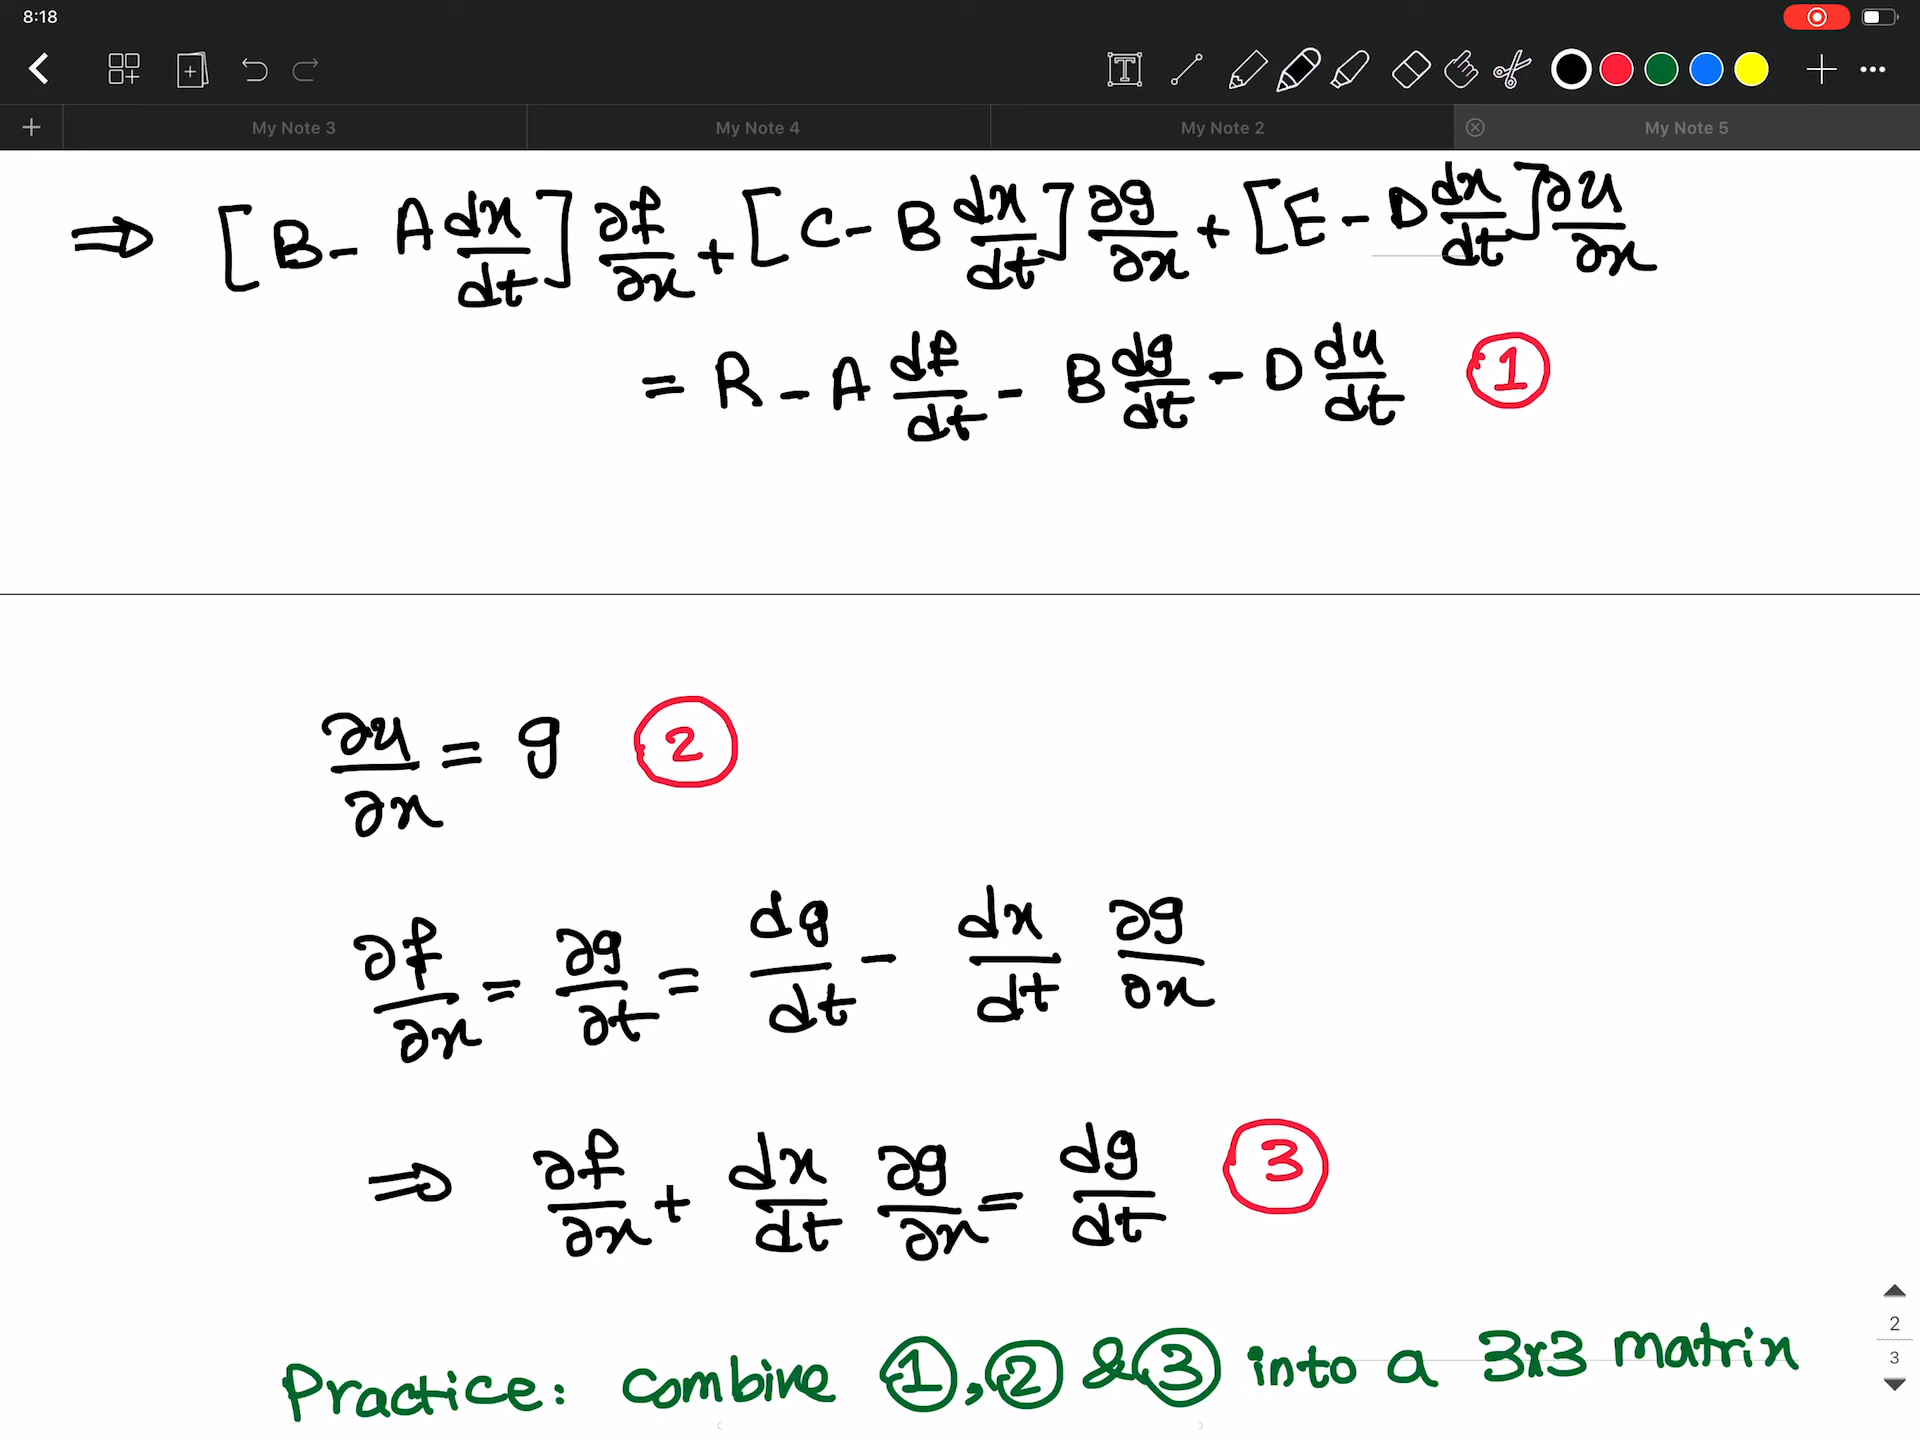 8:18
My Note 3 My Note 4 My Note 2 My Note 5
⇒ [B - A dx/dt] ∂f/∂x + [C - B dx/dt] ∂g/∂x + [E - D dx/dt] ∂u/∂x
= R - A df/dt - B dg/dt - D du/dt ①
∂u/∂x = g ②
∂f/∂x = ∂g/∂t = dg/dt - dx/dt ∂g/∂x
⇒ ∂f/∂x + dx/dt ∂g/∂x = dg/dt ③
2
3
Practice: combine ①, ② & ③ into a 3x3 matrix